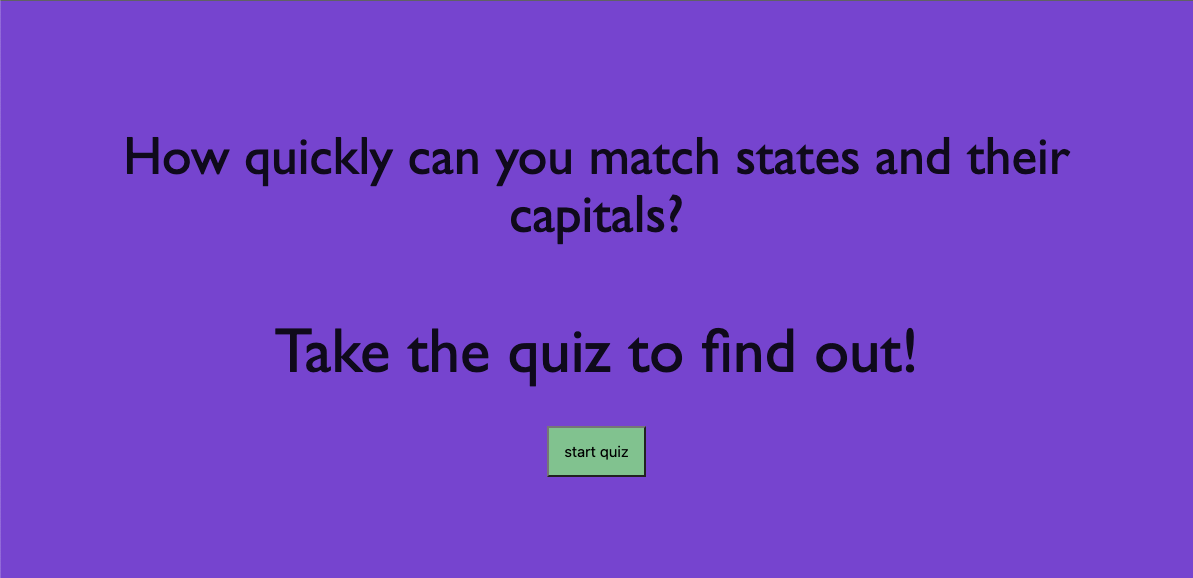 How quickly can you match states and their
capitals?
Take the quiz to find out!
start quiz